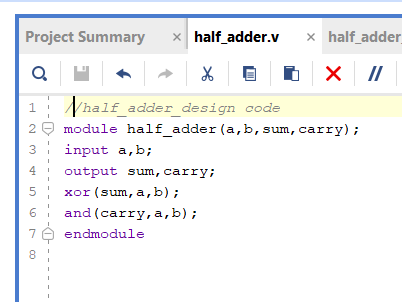 Project Summary × half_adder.v × half_adder
1 //half_adder_design code
2 module half_adder(a,b,sum,carry);
3 input a,b;
4 output sum,carry;
5 xor(sum,a,b);
6 and(carry,a,b);
7 endmodule
8